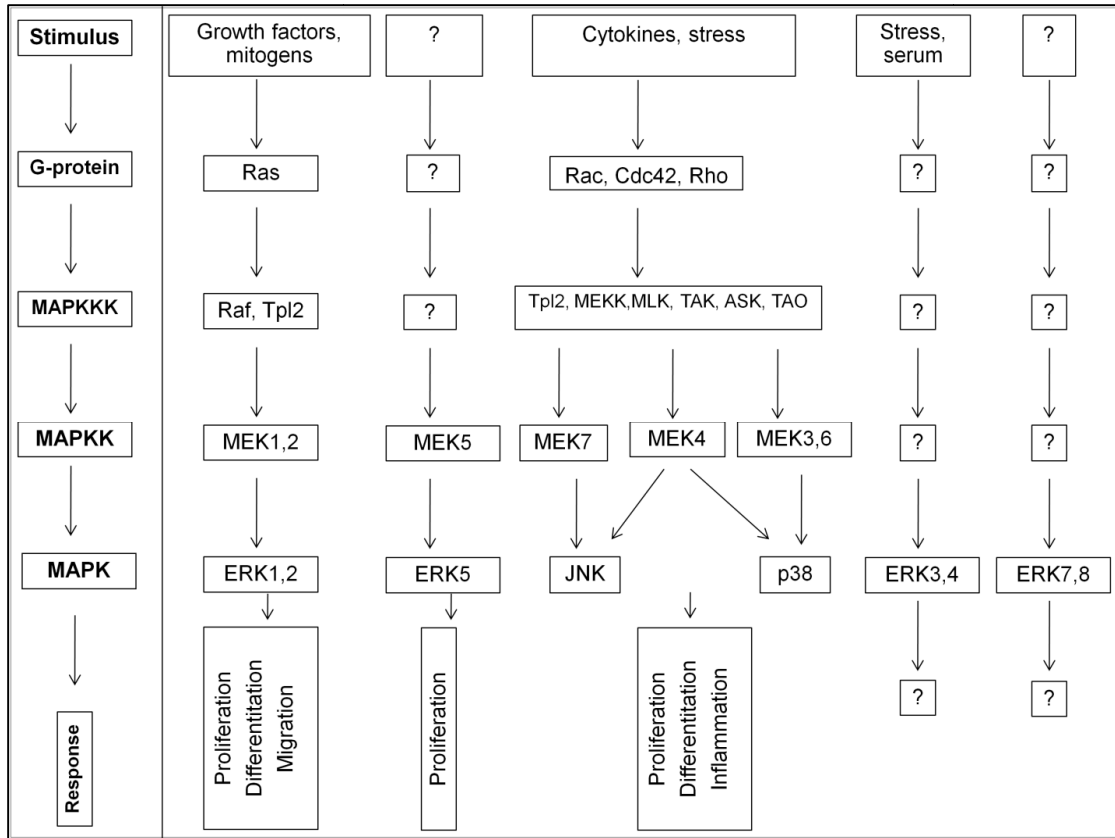 Stimulus
Growth factors,
mitogens
?
Cytokines, stress
Stress,
serum
?
G-protein
Ras
?
Rac, Cdc42, Rho
?
?
MAPKKK
Raf, Tpl2
?
Tpl2, MEKK,MLK, TAK, ASK, TAO
?
?
MAPKK
MEK1,2
MEK5
MEK7
MEK4
MEK3,6
?
?
MAPK
ERK1,2
ERK5
JNK
p38
ERK3,4
ERK7,8
Response
Proliferation
Differentitation
Migration
Proliferation
Proliferation
Differentitation
Inflammation
?
?